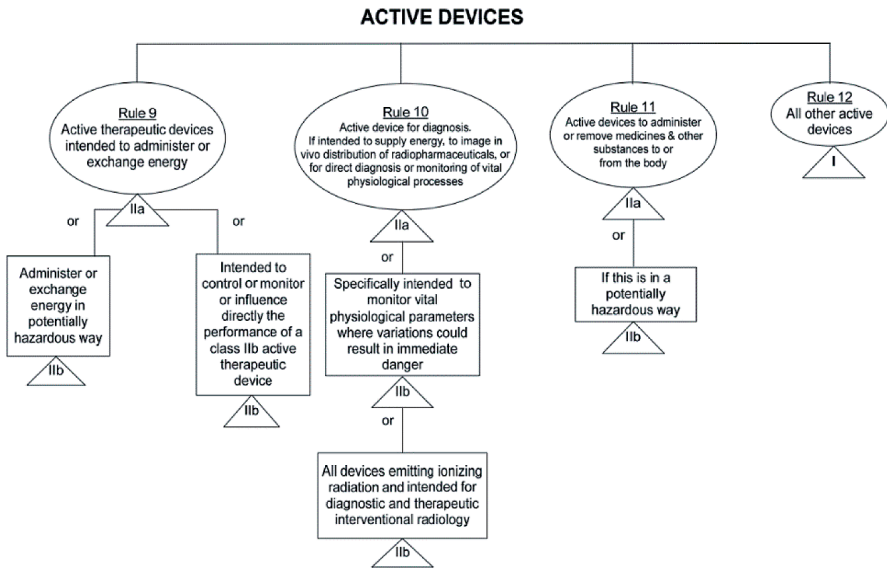 ACTIVE DEVICES
Rule 9
Active therapeutic devices
intended to administer or
exchange energy
IIa
or
or
Administer or
exchange
energy in
potentially
hazardous way
IIb
Intended to
control or monitor
or influence
directly the
performance of a
class IIb active
therapeutic
device
IIb
Rule 10
Active device for diagnosis.
If intended to supply energy, to image in
vivo distribution of radiopharmaceuticals, or
for direct diagnosis or monitoring of vital
physiological processes
IIa
or
Specifically intended to
monitor vital
physiological parameters
where variations could
result in immediate
danger
IIb
or
All devices emitting ionizing
radiation and intended for
diagnostic and therapeutic
interventional radiology
IIb
Rule 11
Active devices to administer
or remove medicines & other
substances to or
from the body
IIa
or
If this is in a
potentially
hazardous way
IIb
Rule 12
All other active
devices
I